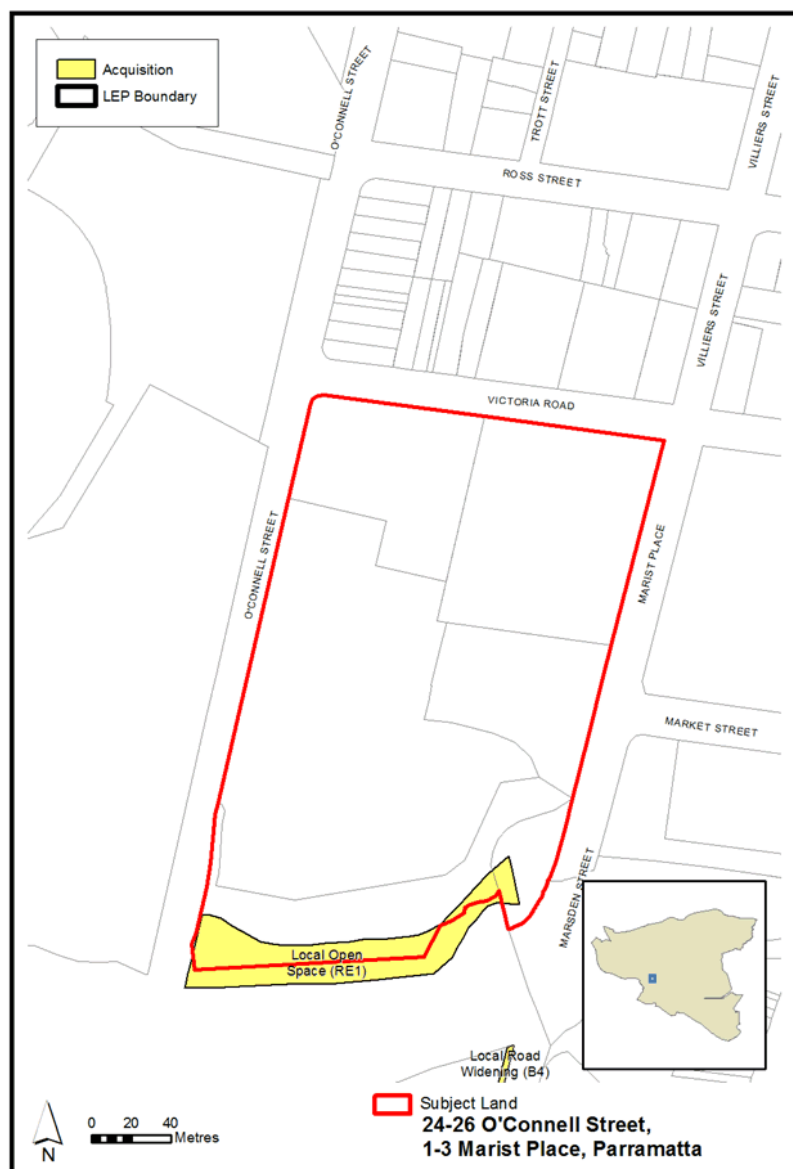 Acquisition
LEP Boundary
O'CONNELL STREET
TROTT STREET
VILLIERS STREET
ROSS STREET
VILLIERS STREET
VICTORIA ROAD
O'CONNELL STREET
MARIST PLACE
MARKET STREET
MARSDEN STREET
Local Open
Space (RE1)
Local Road
Widening (B4)
Subject Land
24-26 O'Connell Street,
1-3 Marist Place, Parramatta
0 20 40
Metres
N